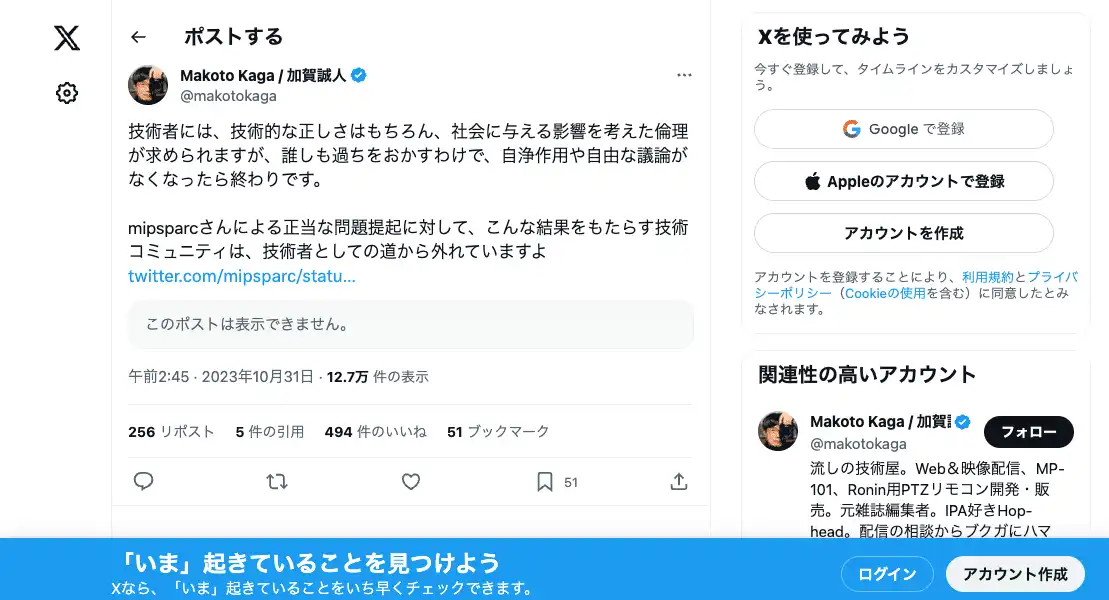 ポストする
Makoto Kaga / 加賀誠人
@makotokaga
技術者には、技術的な正しさはもちろん、社会に与える影響を考えた倫理
が求められますが、誰しも過ちをおかすわけで、自浄作用や自由な議論が
なくなったら終わりです。
mipsparcさんによる正当な問題提起に対して、こんな結果をもたらす技術
コミュニティは、技術者としての道から外れていますよ
twitter.com/mipsparc/statu...
このポストは表示できません。
午前2:45 · 2023年10月31日 · 12.7万 件の表示
256 リポスト 5 件の引用 494 件のいいね 51 ブックマーク
51
Xを使ってみよう
今すぐ登録して、タイムラインをカスタマイズしましょ
う。
Google で登録
Appleのアカウントで登録
アカウントを作成
アカウントを登録することにより、利用規約とプライバ
シーポリシー（Cookieの使用を含む）に同意したとみ
なされます。
関連性の高いアカウント
Makoto Kaga / 加賀
@makotokaga
フォロー
流しの技術屋。Web＆映像配信、MP-
101、Ronin用PTZリモコン開発・販
売。元雑誌編集者。IPA好きHop-
head。配信の相談からブクガにハマ
「いま」起きていることを見つけよう
Xなら、「いま」起きていることをいち早くチェックできます。
ログイン
アカウント作成